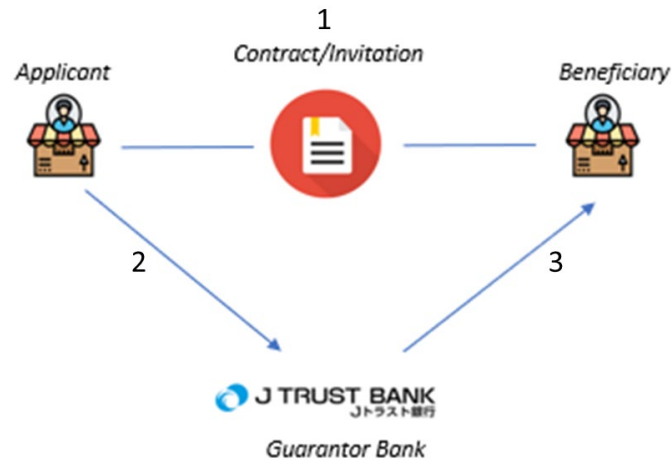 1
Contract/Invitation
Applicant
Beneficiary
2
3
J TRUST BANK
Jトラスト銀行
Guarantor Bank